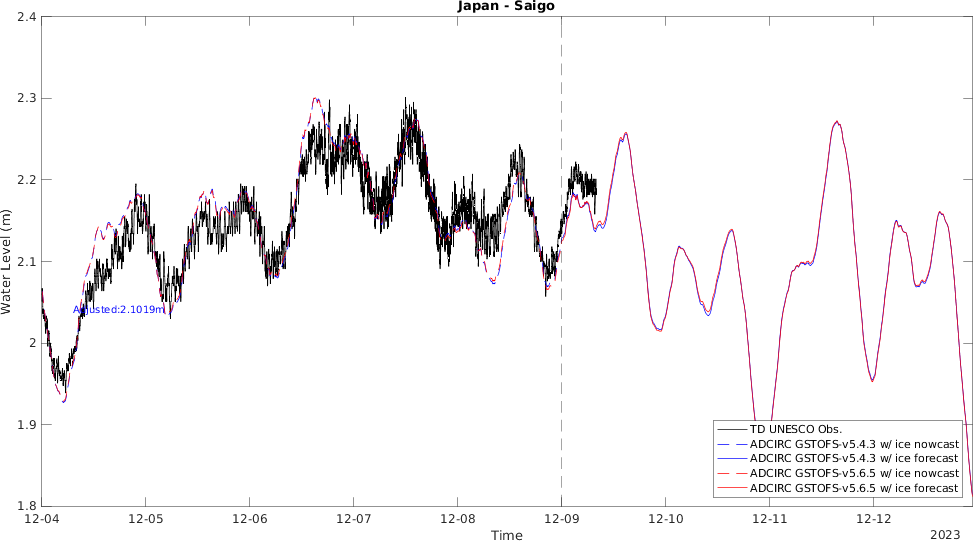 Japan - Saigo
2.4
2.3
2.2
2.1
2
1.9
1.8
Water Level (m)
Adjusted:2.1019m
TD UNESCO Obs.
ADCIRC GSTOFS-v5.4.3 w/ ice nowcast
ADCIRC GSTOFS-v5.4.3 w/ ice forecast
ADCIRC GSTOFS-v5.6.5 w/ ice nowcast
ADCIRC GSTOFS-v5.6.5 w/ ice forecast
12-04 12-05 12-06 12-07 12-08 12-09 12-10 12-11 12-12
Time
2023